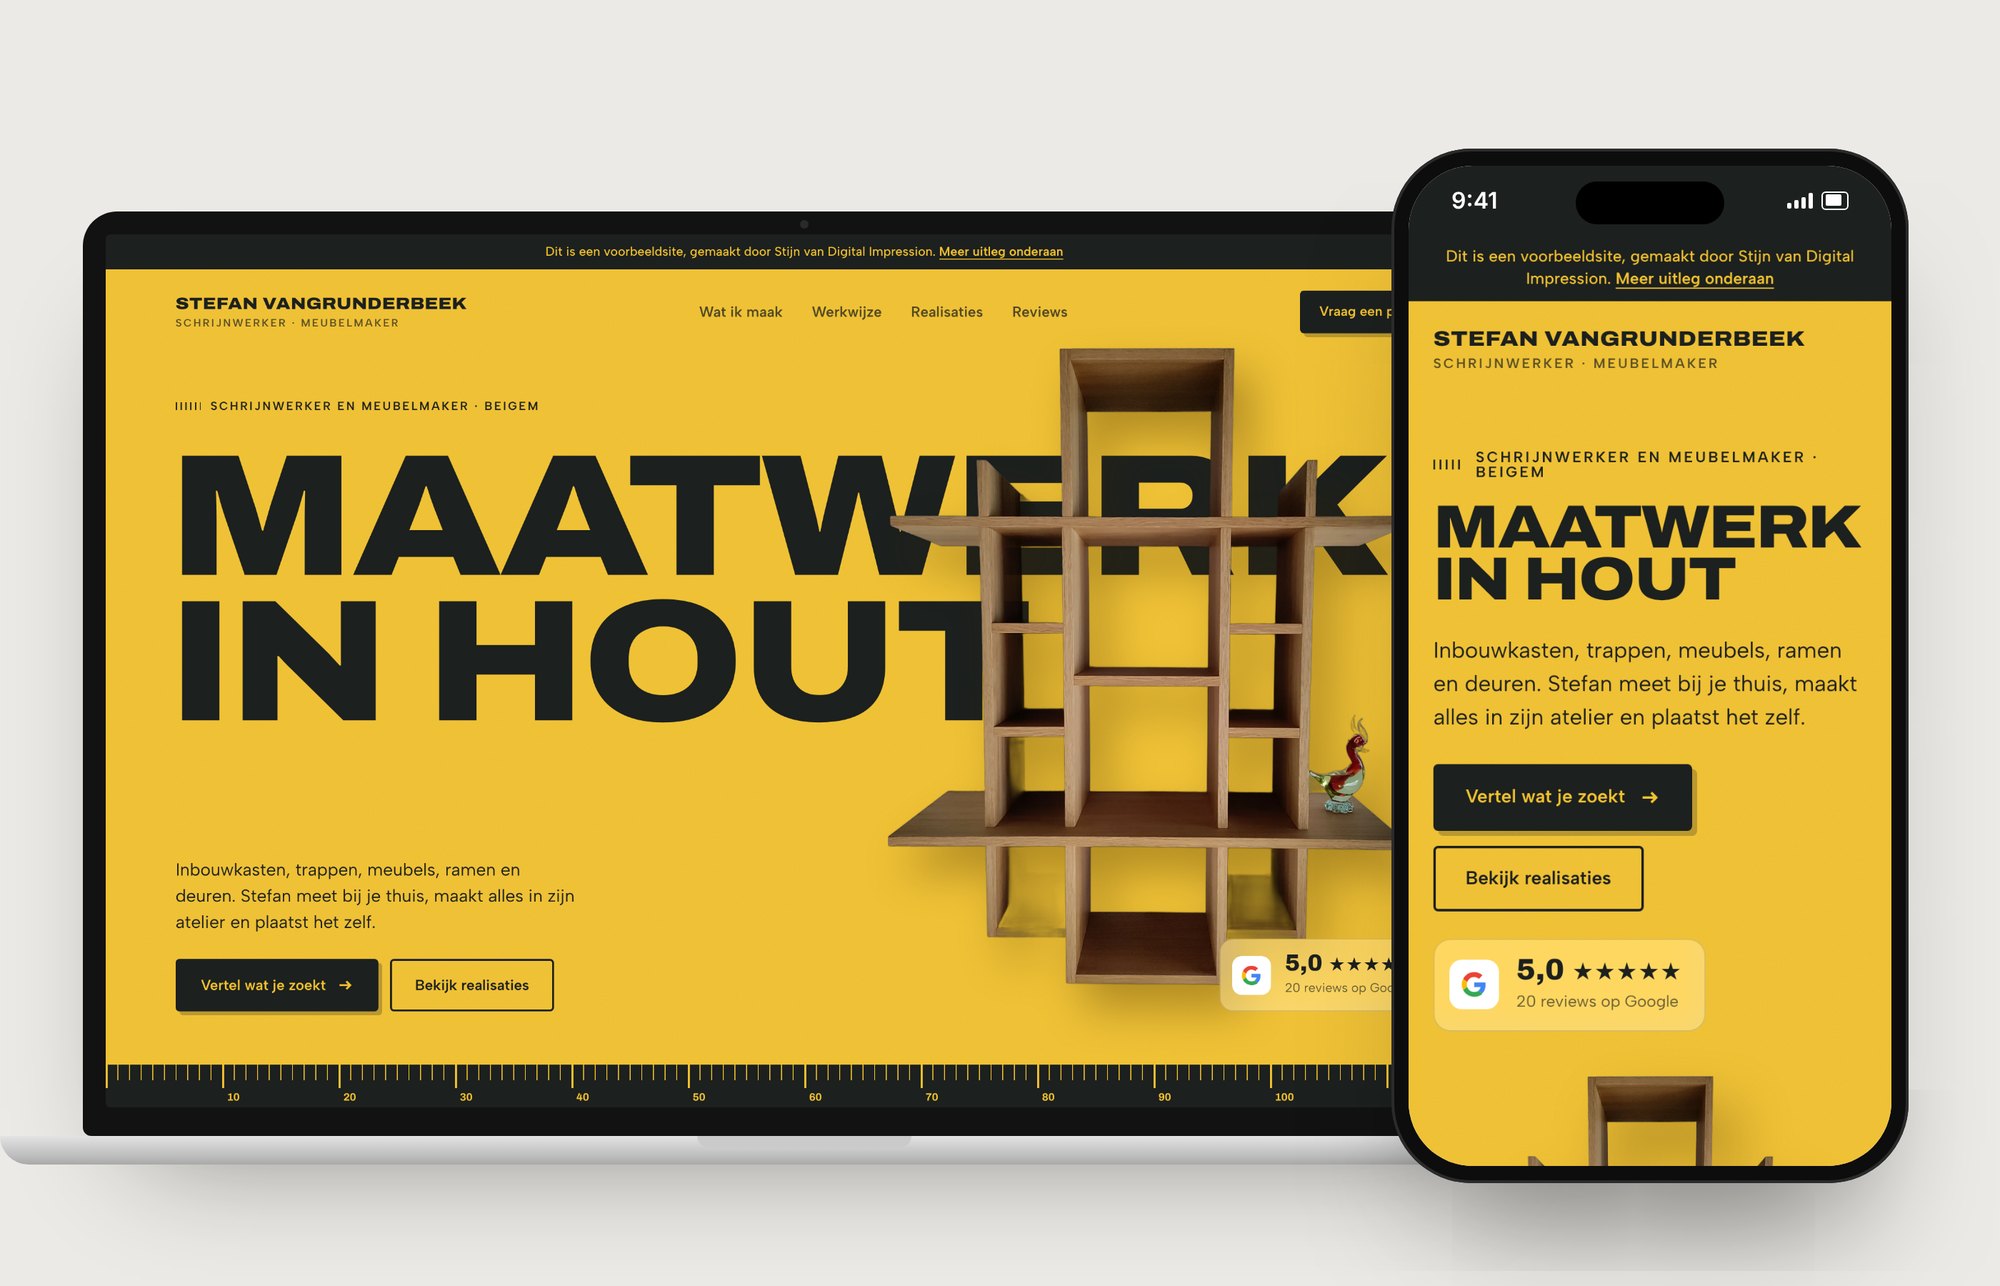 Dit is een voorbeeldsite, gemaakt door Stijn van Digital Impression. Meer uitleg onderaan
STEFAN VANGRUNDERBEEK
SCHRIJNWERKER · MEUBELMAKER
Wat ik maak
Werkwijze
Realisaties
Reviews
Vraag een p
SCHRIJNWERKER EN MEUBELMAKER · BEIGEM
MAATWERK
IN HOUT
Inbouwkasten, trappen, meubels, ramen en
deuren. Stefan meet bij je thuis, maakt alles in zijn
atelier en plaatst het zelf.
Vertel wat je zoekt →
Bekijk realisaties
G
5,0 ★★★★
20 reviews op Goo
10 20 30 40 50 60 70 80 90 100
9:41
Dit is een voorbeeldsite, gemaakt door Stijn van Digital
Impression. Meer uitleg onderaan
STEFAN VANGRUNDERBEEK
SCHRIJNWERKER · MEUBELMAKER
SCHRIJNWERKER EN MEUBELMAKER ·
BEIGEM
MAATWERK
IN HOUT
Inbouwkasten, trappen, meubels, ramen
en deuren. Stefan meet bij je thuis, maakt
alles in zijn atelier en plaatst het zelf.
Vertel wat je zoekt →
Bekijk realisaties
G
5,0 ★★★★★
20 reviews op Google